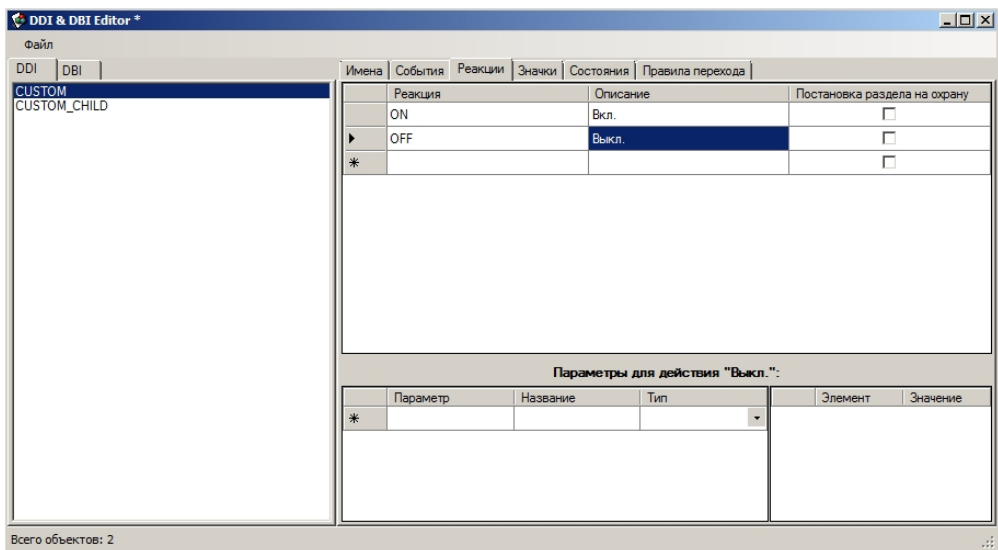 DDI & DBI Editor *
Файл
DDI DBI
CUSTOM
CUSTOM_CHILD
Имена События Реакции Значки Состояния Правила перехода
Реакция Описание Постановка раздела на охрану
ON Вкл.
OFF Выкл.
Параметры для действия "Выкл.":
Параметр Название Тип Элемент Значение
Всего объектов: 2